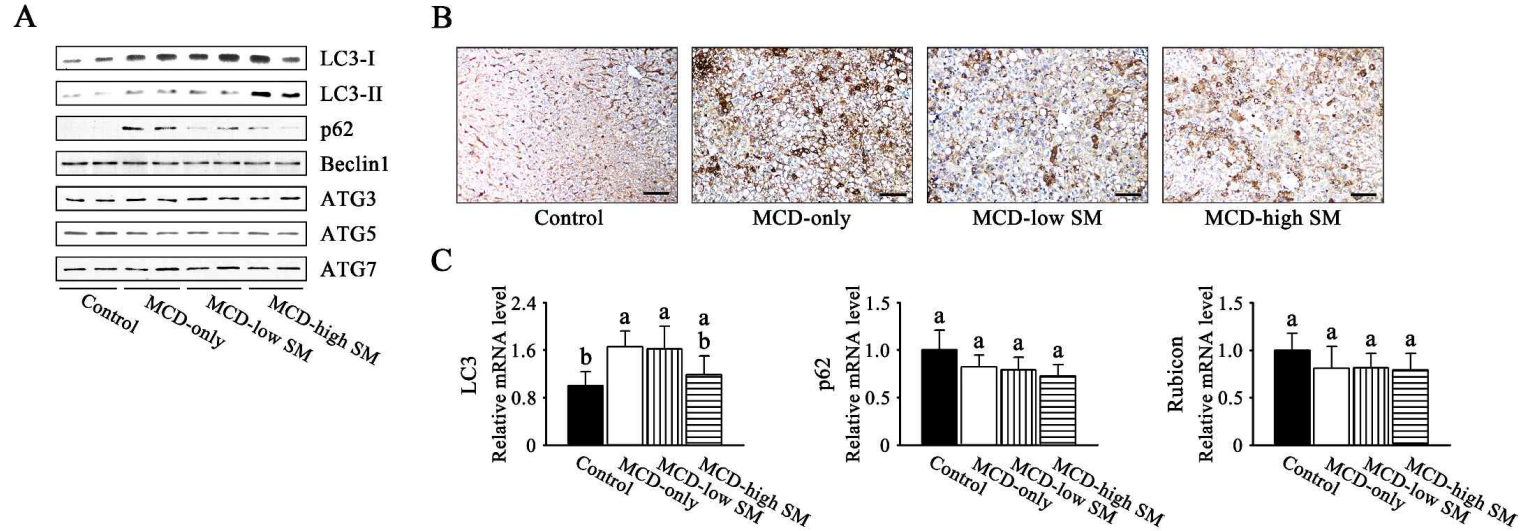 A
LC3-I
LC3-II
p62
Beclin1
ATG3
ATG5
ATG7
Control
MCD-only
MCD-low SM
MCD-high SM
B
Control
MCD-only
MCD-low SM
MCD-high SM
C
LC3
Relative mRNA level
2.4
1.6
0.8
0
b
a
a
a
b
Control
MCD-only
MCD-low SM
MCD-high SM
p62
Relative mRNA level
1.5
1.0
0.5
0
a
a
a
a
Control
MCD-only
MCD-low SM
MCD-high SM
Rubicon
Relative mRNA level
1.5
1.0
0.5
0
a
a
a
a
Control
MCD-only
MCD-low SM
MCD-high SM